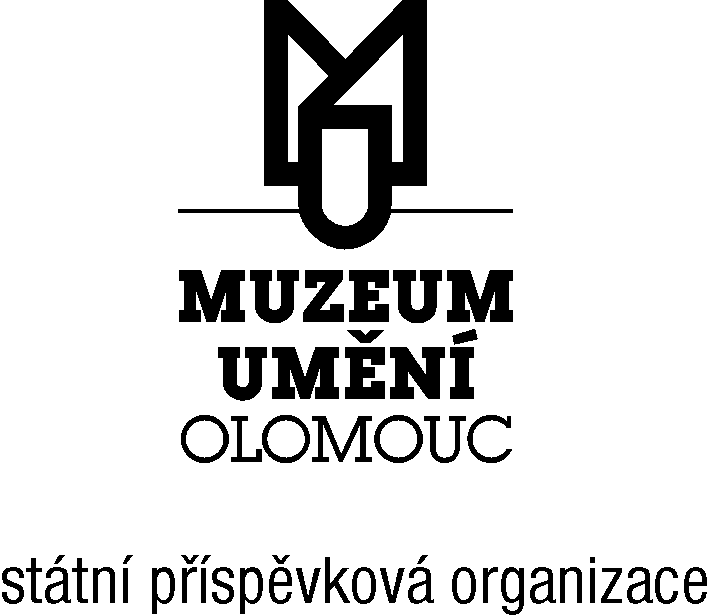 MUZEUM
UMĚNÍ
OLOMOUC
státní příspěvková organizace